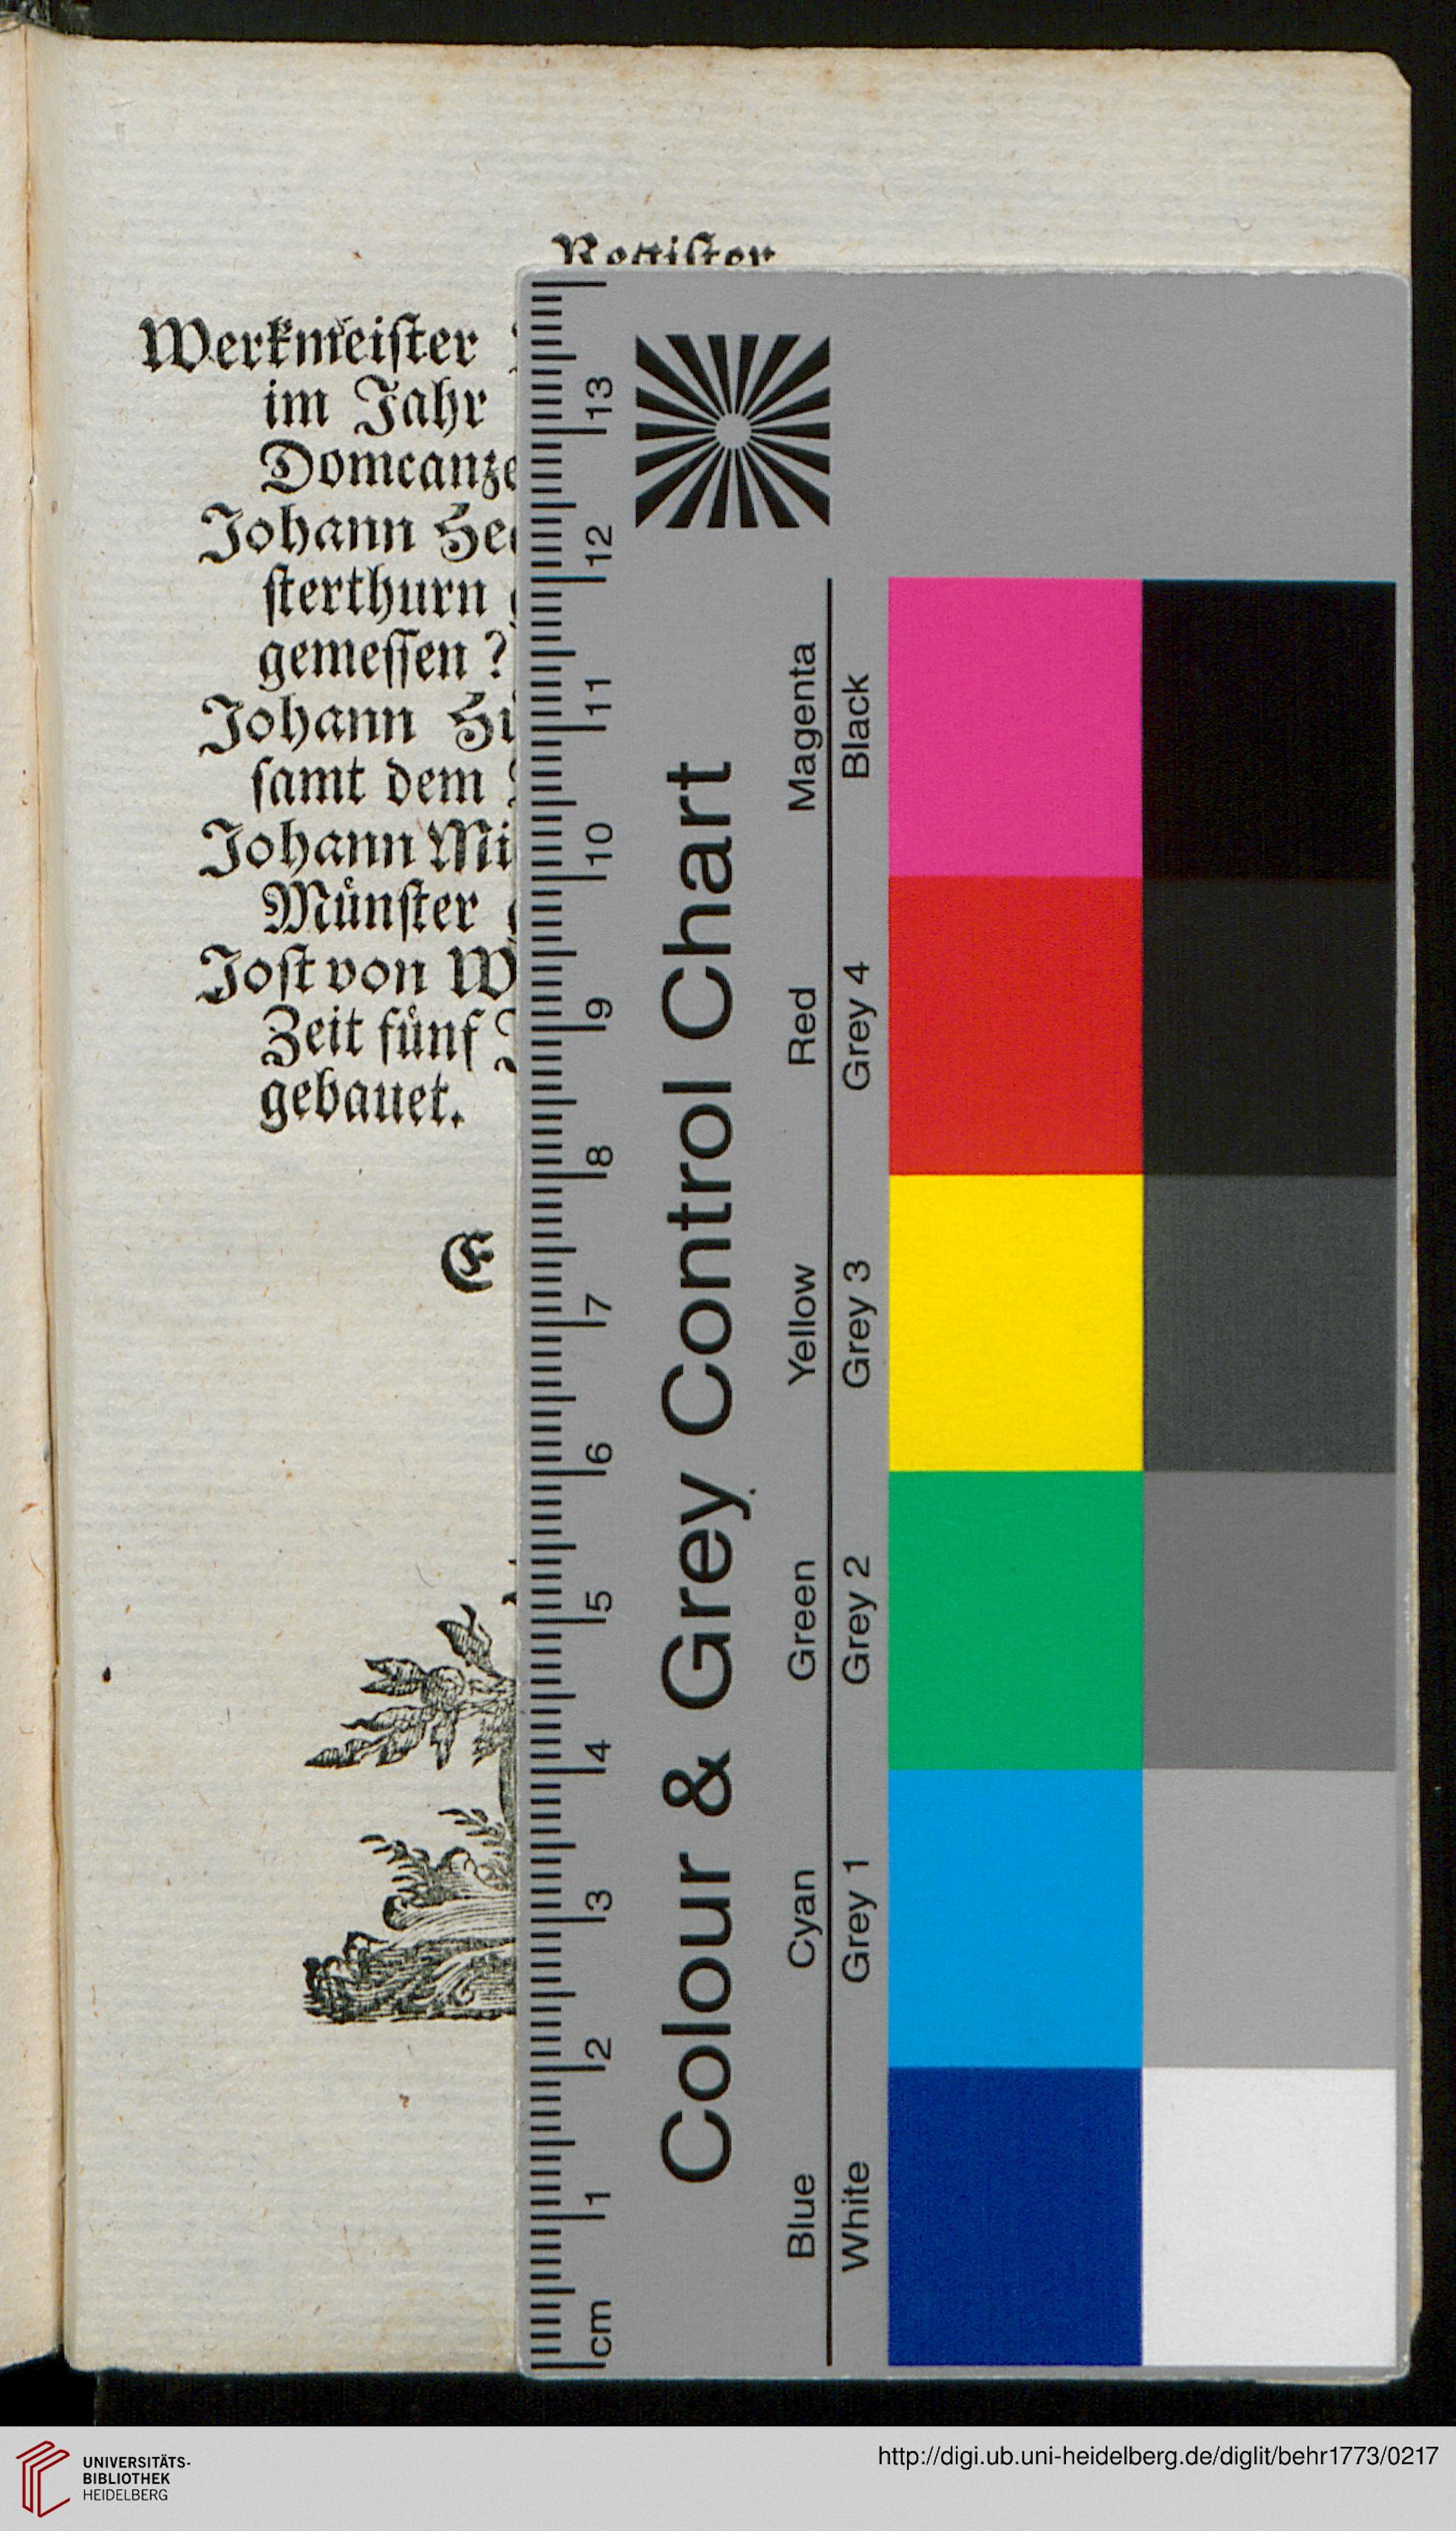 Register
Werkmeister
im Jahr
Domcanze
Johann He
sterthurn
gemessen?
Johann Hü
samt dem
Johann Mi
Münster
Jost von W
Zeit fünf
gebauet.
E
13
12
11
10
9
8
7
6
5
4
3
2
1
cm
Colour & Grey Control Chart
Blue
Cyan
Green
Yellow
Red
Magenta
White
Grey 1
Grey 2
Grey 3
Grey 4
Black
UNIVERSITÄTS-
BIBLIOTHEK
HEIDELBERG
http://digi.ub.uni-heidelberg.de/diglit/behr1773/0217